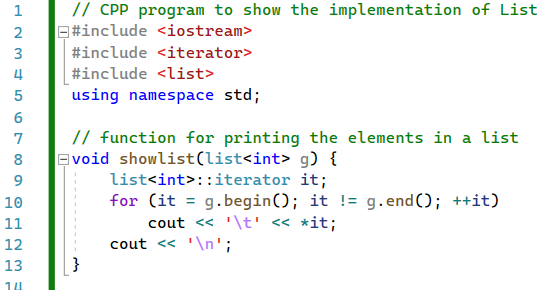 1 // CPP program to show the implementation of List
2 #include <iostream>
3 #include <iterator>
4 #include <list>
5 using namespace std;
6
7 // function for printing the elements in a list
8 void showlist(list<int> g) {
9     list<int>::iterator it;
10     for (it = g.begin(); it != g.end(); ++it)
11         cout << '\t' << *it;
12     cout << '\n';
13 }
14